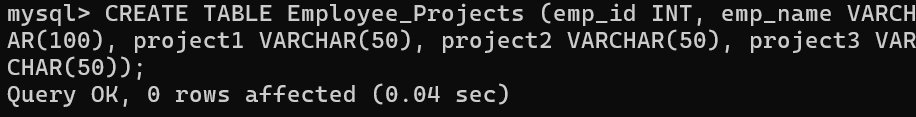 mysql> CREATE TABLE Employee_Projects (emp_id INT, emp_name VARCH
AR(100), project1 VARCHAR(50), project2 VARCHAR(50), project3 VAR
CHAR(50));
Query OK, 0 rows affected (0.04 sec)